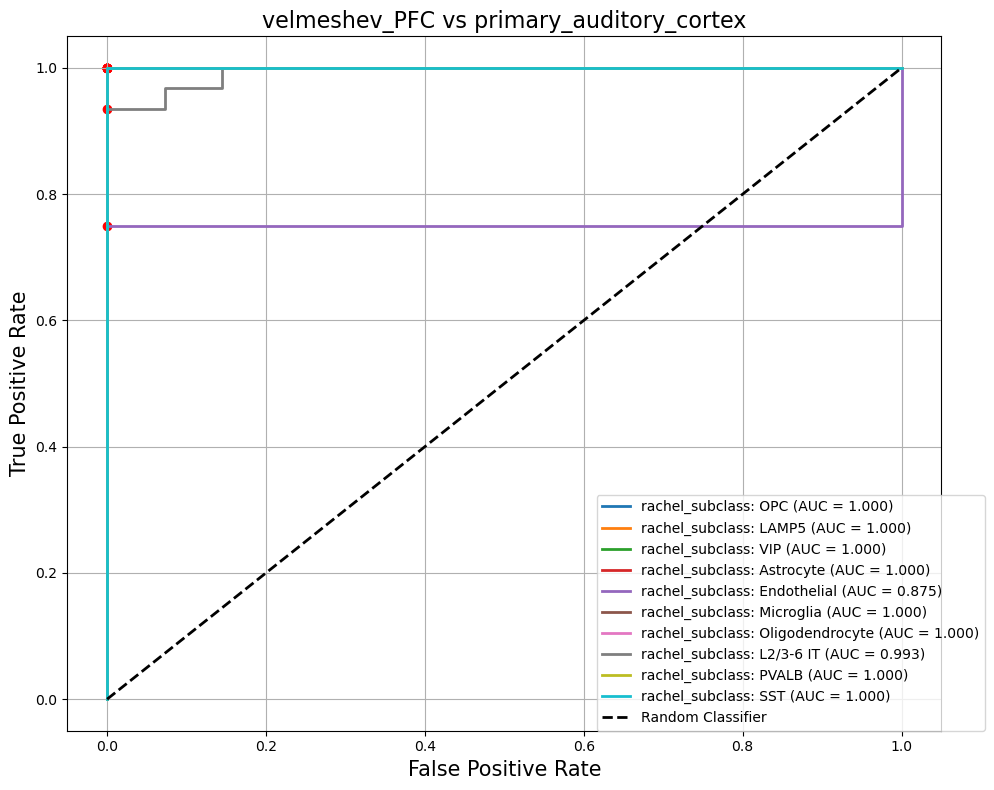 velmeshev_PFC vs primary_auditory_cortex
True Positive Rate
1.0
0.8
0.6
0.4
0.2
0.0
rachel_subclass: OPC (AUC = 1.000)
rachel_subclass: LAMP5 (AUC = 1.000)
rachel_subclass: VIP (AUC = 1.000)
rachel_subclass: Astrocyte (AUC = 1.000)
rachel_subclass: Endothelial (AUC = 0.875)
rachel_subclass: Microglia (AUC = 1.000)
rachel_subclass: Oligodendrocyte (AUC = 1.000)
rachel_subclass: L2/3-6 IT (AUC = 0.993)
rachel_subclass: PVALB (AUC = 1.000)
rachel_subclass: SST (AUC = 1.000)
Random Classifier
0.0 0.2 0.4 0.6 0.8 1.0
False Positive Rate